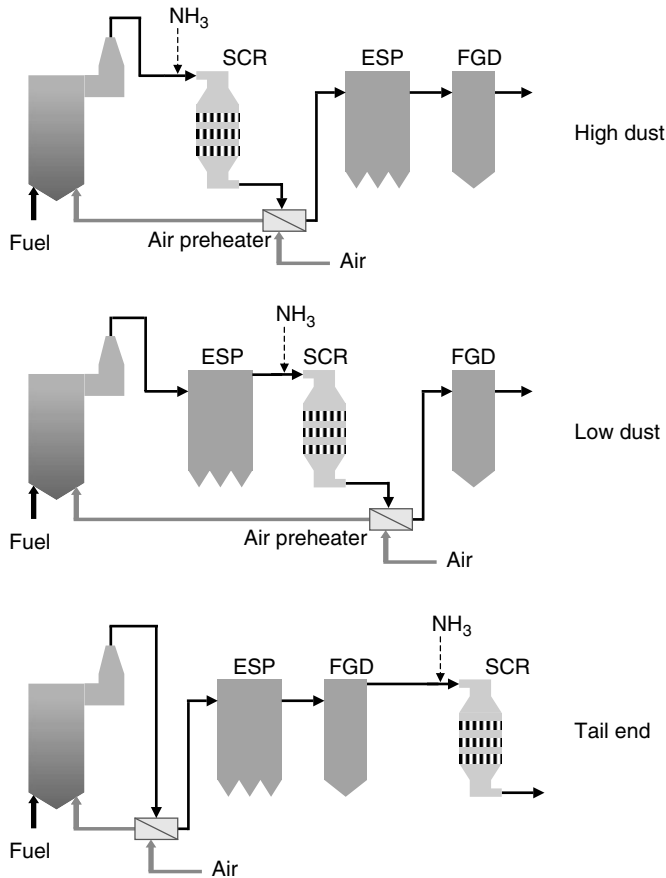 NH₃
SCR
ESP
FGD
High dust
Fuel
Air preheater
Air
NH₃
ESP
SCR
FGD
Low dust
Fuel
Air preheater
Air
NH₃
ESP
FGD
SCR
Tail end
Fuel
Air